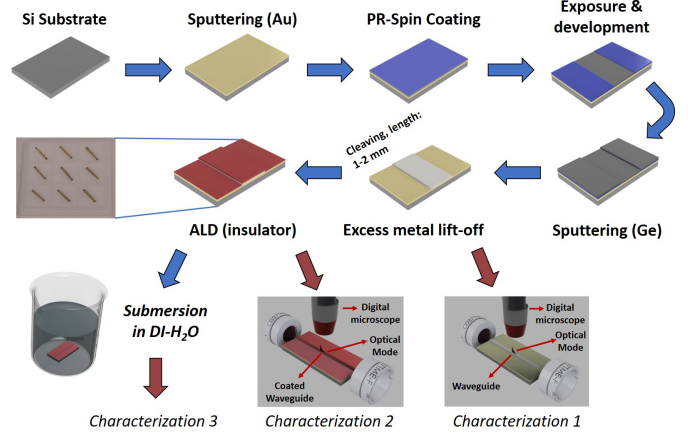 Si Substrate
Sputtering (Au)
PR-Spin Coating
Exposure &
development
Cleaving, length:
1-2 mm
ALD (insulator)
Excess metal lift-off
Sputtering (Ge)
Submersion
in DI-H₂O
Digital
microscope
Optical
Mode
Coated
Waveguide
Digital
microscope
Optical
Mode
Waveguide
Characterization 3
Characterization 2
Characterization 1